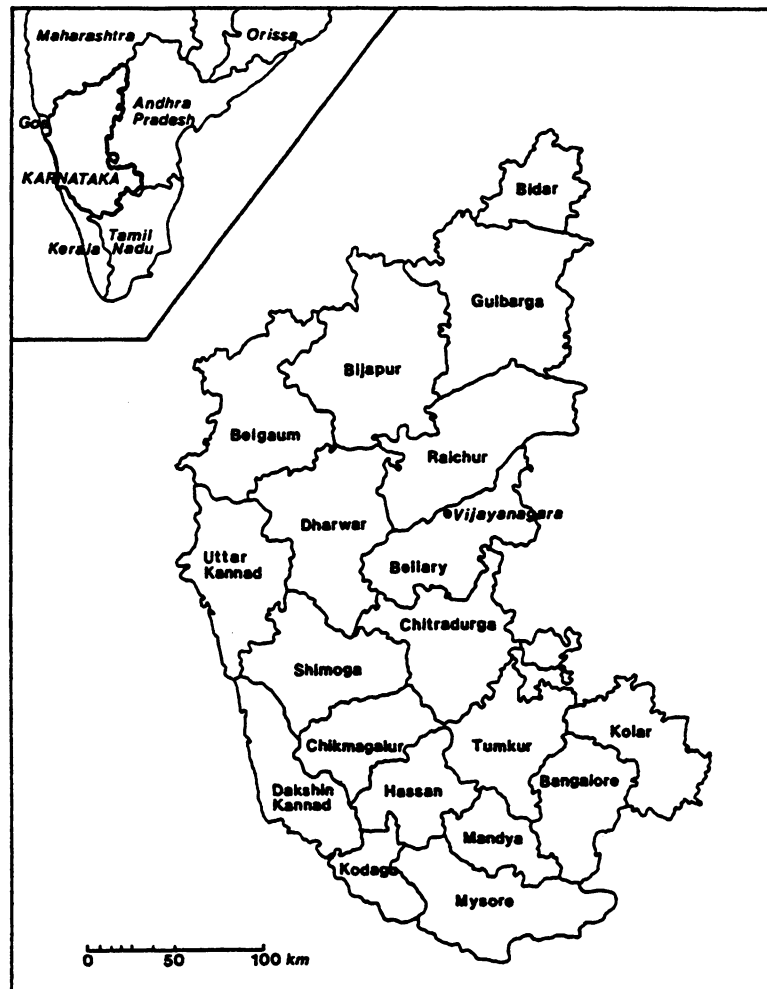 Maharashtra
Orissa
Andhra
Pradesh
Goa
KARNATAKA
Tamil
Kerala Nadu
Bidar
Gulbarga
Bijapur
Belgaum
Raichur
Vijayanagara
Dharwar
Uttar
Kannad
Bellary
Chitradurga
Shimoga
Kolar
Chikmagalur
Tumkur
Bangalore
Dakshin
Kannad
Hassan
Mandya
Kodagu
Mysore
0 50 100 km